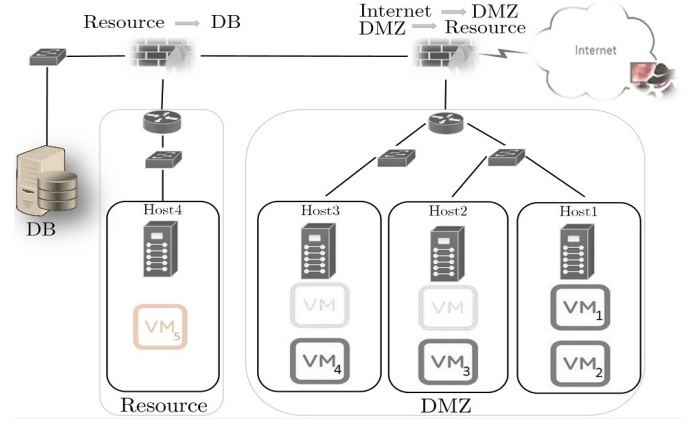 Resource → DB
Internet → DMZ
DMZ → Resource
Internet
DB
Host4
Host3
Host2
Host1
VM
VM
VM1
VM5
VM4
VM3
VM2
Resource
DMZ